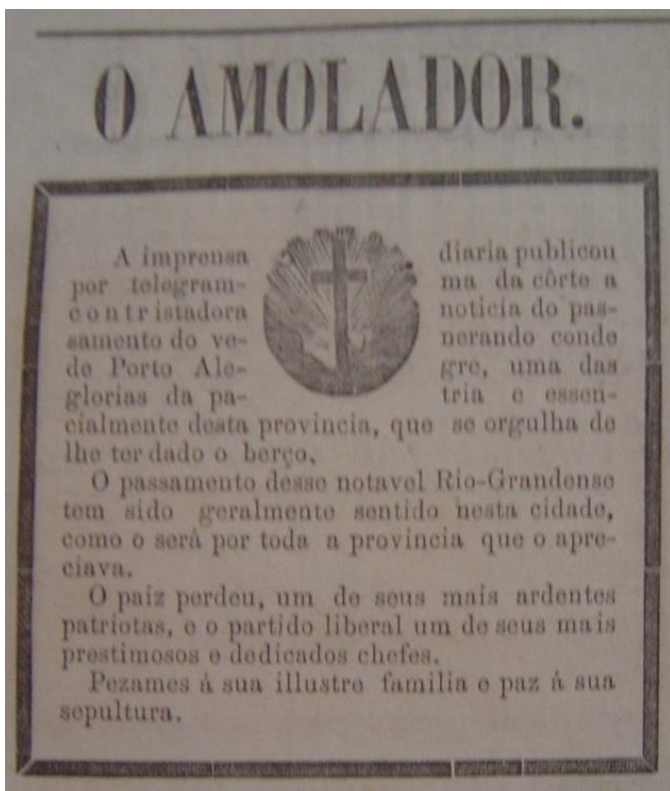 O AMOLADOR.
A imprensa diaria publicou
por telegram- ma da côrte a
contristadora noticia do pas-
samento do ve- nerando conde
de Porto Ale- gre, uma das
glorias da pa- tria e essen-
cialmente desta provincia, que se orgulha de
lhe ter dado o berço.
O passamento desse notavel Rio-Grandense
tem sido geralmente sentido nesta cidade,
como o será por toda a provincia que o apre-
ciava.
O paiz perdeu, um de seus mais ardentes
patriotas, e o partido liberal um de seus mais
prestimosos e dedicados chefes.
Pezames á sua illustre familia e paz á sua
sepultura.